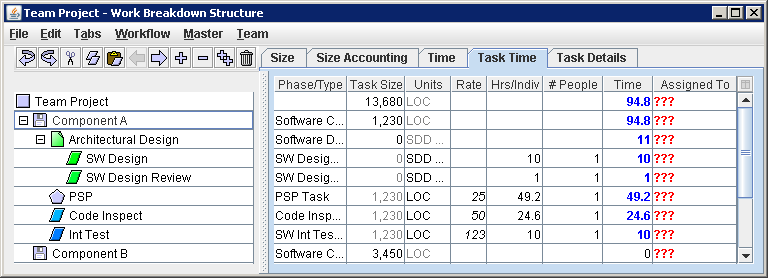 Team Project - Work Breakdown Structure
File Edit Tabs Workflow Master Team
Size Size Accounting Time Task Time Task Details
Phase/Type Task Size Units Rate Hrs/Indiv # People Time Assigned To
Team Project 13,680 LOC 94.8 ???
Component A Software C... 1,230 LOC 94.8 ???
Architectural Design Software D... 0 SDD ... 11 ???
SW Design SW Desig... 0 SDD ... 10 1 10 ???
SW Design Review SW Desig... 0 SDD ... 1 1 1 ???
PSP PSP Task 1,230 LOC 25 49.2 1 49.2 ???
Code Inspect Code Insp... 1,230 LOC 50 24.6 1 24.6 ???
Int Test SW Int Tes... 1,230 LOC 123 10 1 10 ???
Component B Software C... 3,450 LOC 0 ???